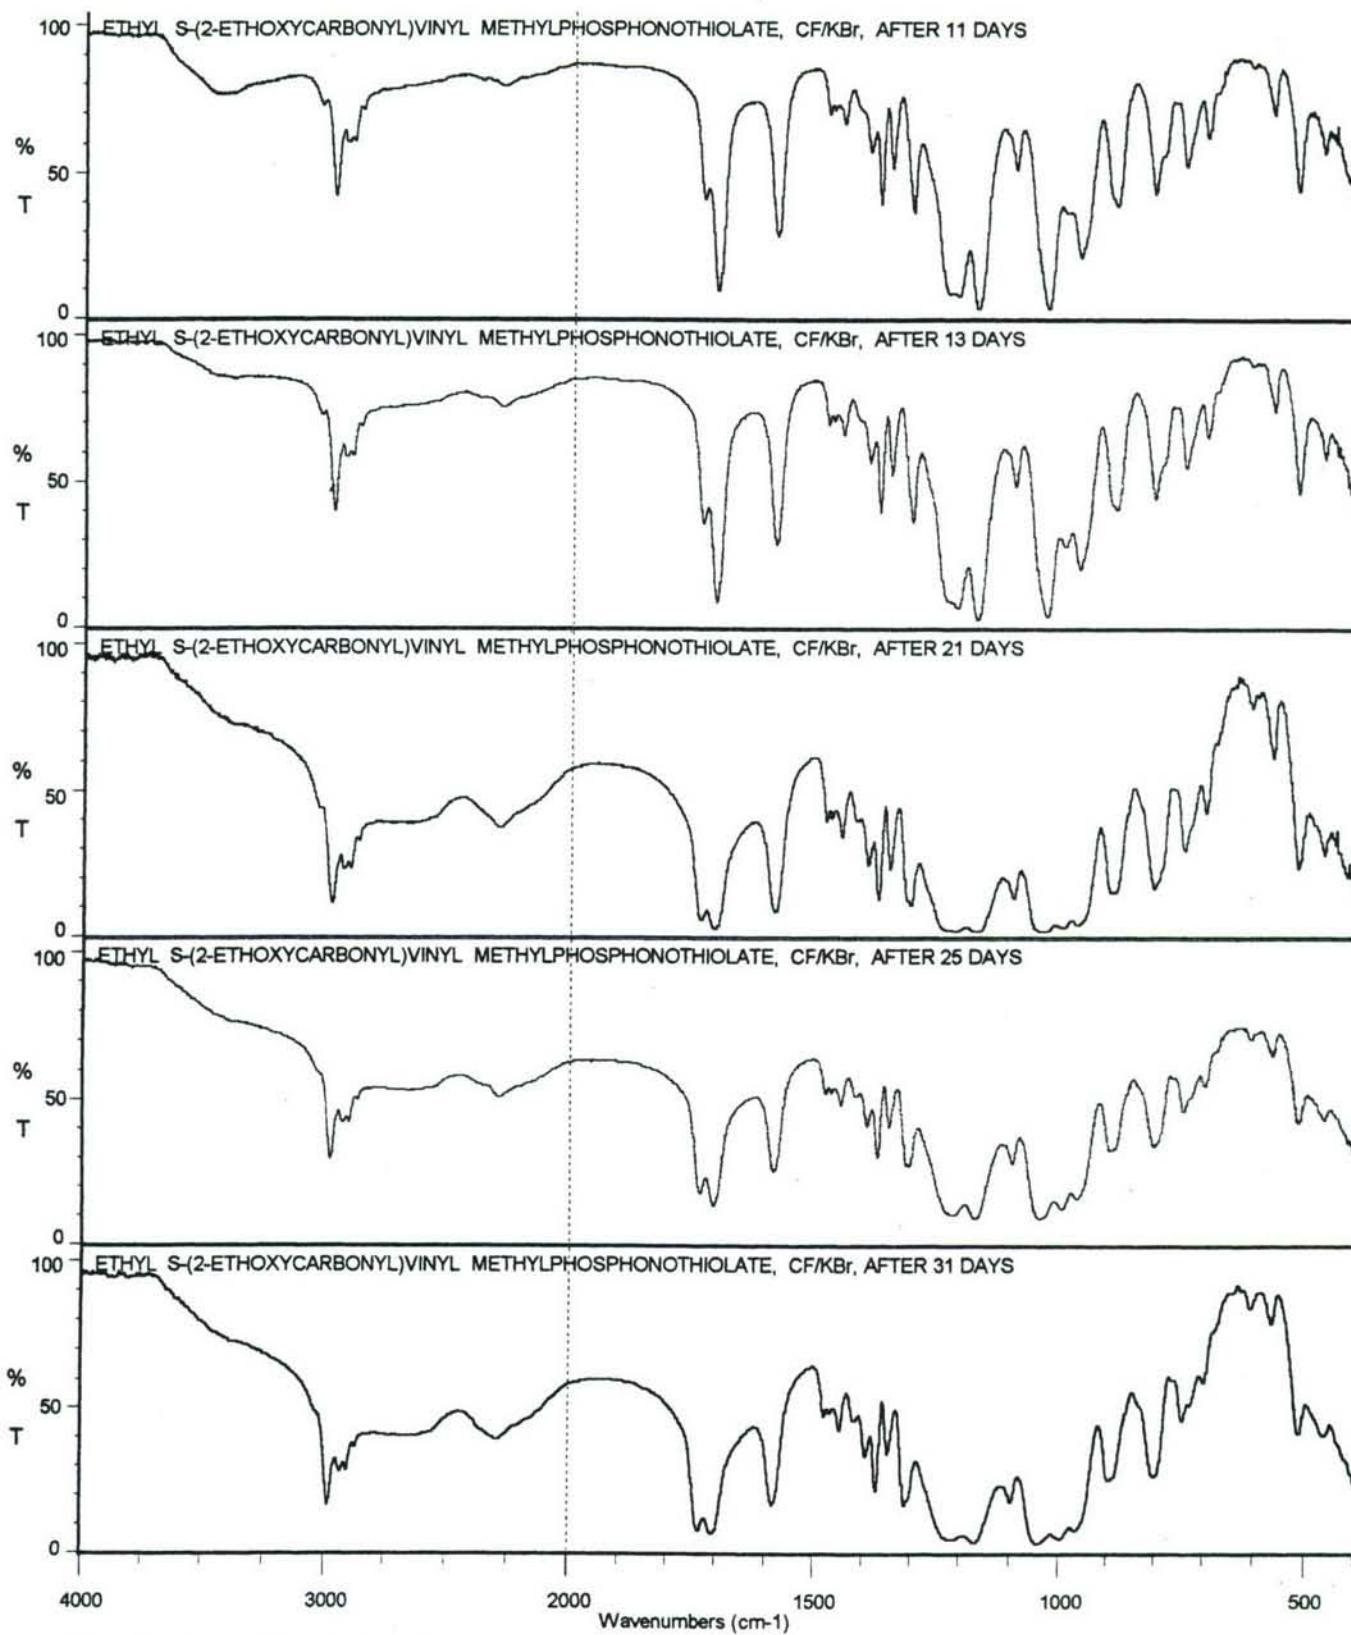 ETHYL S-(2-ETHOXYCARBONYL)VINYL METHYLPHOSPHONOTHIOLATE, CF/KBr, AFTER 11 DAYS
100
%
50
T
0
ETHYL S-(2-ETHOXYCARBONYL)VINYL METHYLPHOSPHONOTHIOLATE, CF/KBr, AFTER 13 DAYS
100
%
50
T
0
ETHYL S-(2-ETHOXYCARBONYL)VINYL METHYLPHOSPHONOTHIOLATE, CF/KBr, AFTER 21 DAYS
100
%
50
T
0
ETHYL S-(2-ETHOXYCARBONYL)VINYL METHYLPHOSPHONOTHIOLATE, CF/KBr, AFTER 25 DAYS
100
%
50
T
0
ETHYL S-(2-ETHOXYCARBONYL)VINYL METHYLPHOSPHONOTHIOLATE, CF/KBr, AFTER 31 DAYS
100
%
50
T
0
4000 3000 2000 1500 1000 500
Wavenumbers (cm-1)